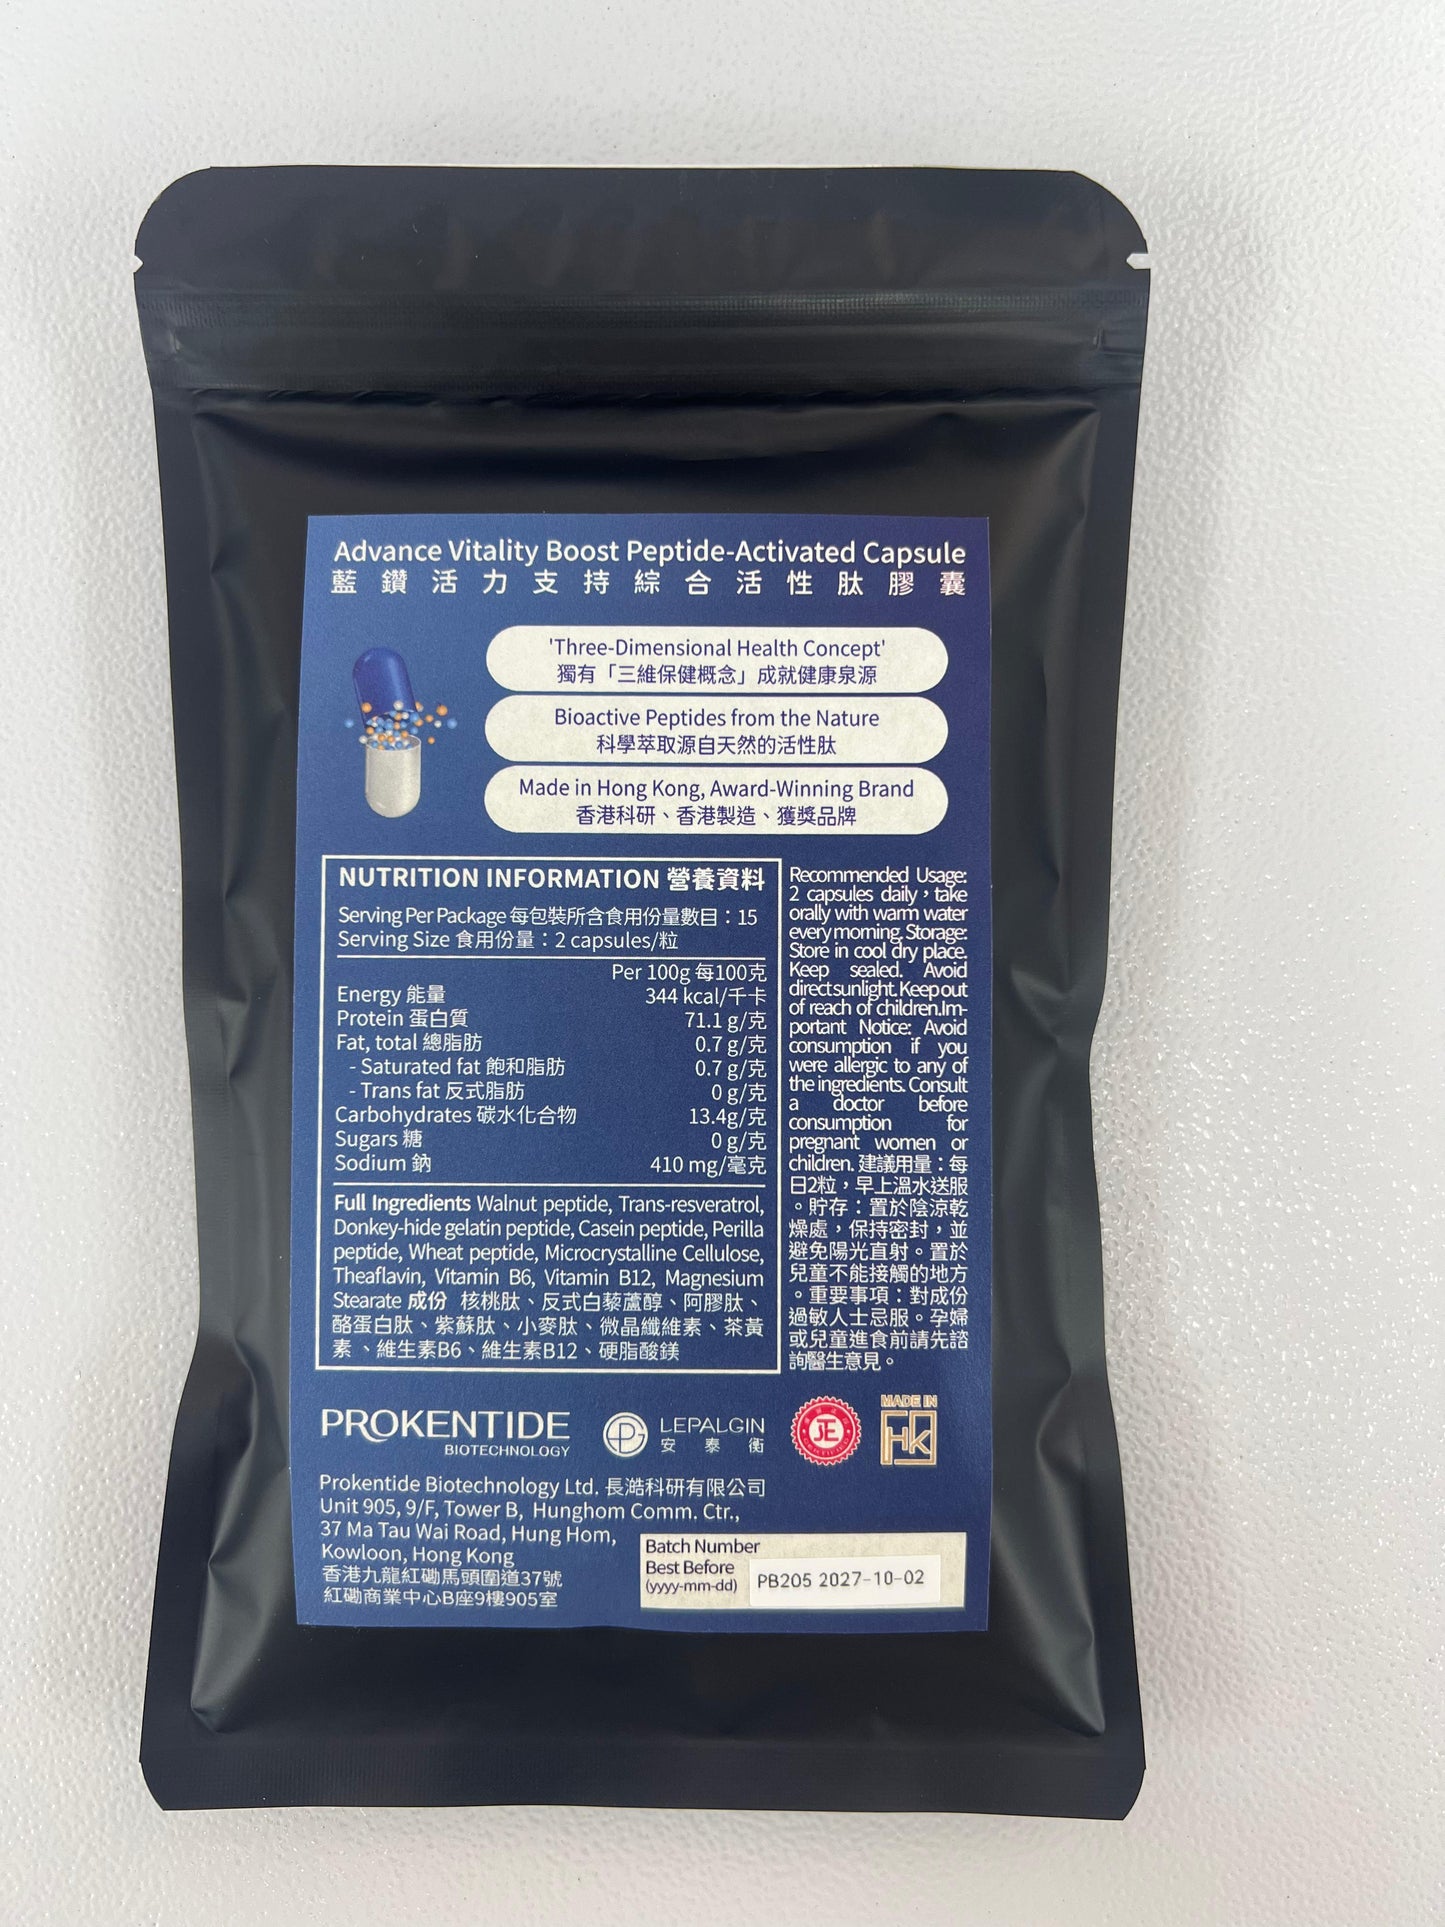 Advance Vitality Boost Peptide-Activated Capsule
藍鑽活力支持綜合活性肽膠囊
'Three-Dimensional Health Concept'
獨有「三維保健概念」成就健康泉源
Bioactive Peptides from the Nature
科學萃取源自天然的活性肽
Made in Hong Kong, Award-Winning Brand
香港科研、香港製造、獲獎品牌
NUTRITION INFORMATION 營養資料
Serving Per Package 每包裝所含食用份量數目：15
Serving Size 食用份量：2 capsules/粒
Per 100g 每100克
Energy 能量 344 kcal/千卡
Protein 蛋白質 71.1 g/克
Fat, total 總脂肪 0.7 g/克
- Saturated fat 飽和脂肪 0.7 g/克
- Trans fat 反式脂肪 0 g/克
Carbohydrates 碳水化合物 13.4g/克
Sugars 糖 0 g/克
Sodium 鈉 410 mg/毫克
Full Ingredients Walnut peptide, Trans-resveratrol,
Donkey-hide gelatin peptide, Casein peptide, Perilla
peptide, Wheat peptide, Microcrystalline Cellulose,
Theaflavin, Vitamin B6, Vitamin B12, Magnesium
Stearate 成份 核桃肽、反式白藜蘆醇、阿膠肽、
酪蛋白肽、紫蘇肽、小麥肽、微晶纖維素、茶黃
素、維生素B6、維生素B12、硬脂酸鎂
Recommended Usage:
2 capsules daily，take
orally with warm water
every morning. Storage:
Store in cool dry place.
Keep sealed. Avoid
direct sunlight. Keep out
of reach of children.Im-
portant Notice: Avoid
consumption if you
were allergic to any of
the ingredients. Consult
a doctor before
consumption for
pregnant women or
children. 建議用量：每
日2粒，早上溫水送服
。貯存：置於陰涼乾
燥處，保持密封，並
避免陽光直射。置於
兒童不能接觸的地方
。重要事項：對成份
過敏人士忌服。孕婦
或兒童進食前請先諮
詢醫生意見。
PROKENTIDE
BIOTECHNOLOGY
LEPALGIN
安泰衡
正
CERTIFIED
MADE IN
HK
Prokentide Biotechnology Ltd. 長澔科研有限公司
Unit 905, 9/F, Tower B, Hunghom Comm. Ctr.,
37 Ma Tau Wai Road, Hung Hom,
Kowloon, Hong Kong
香港九龍紅磡馬頭圍道37號
紅磡商業中心B座9樓905室
Batch Number
Best Before
(yyyy-mm-dd)
PB205 2027-10-02